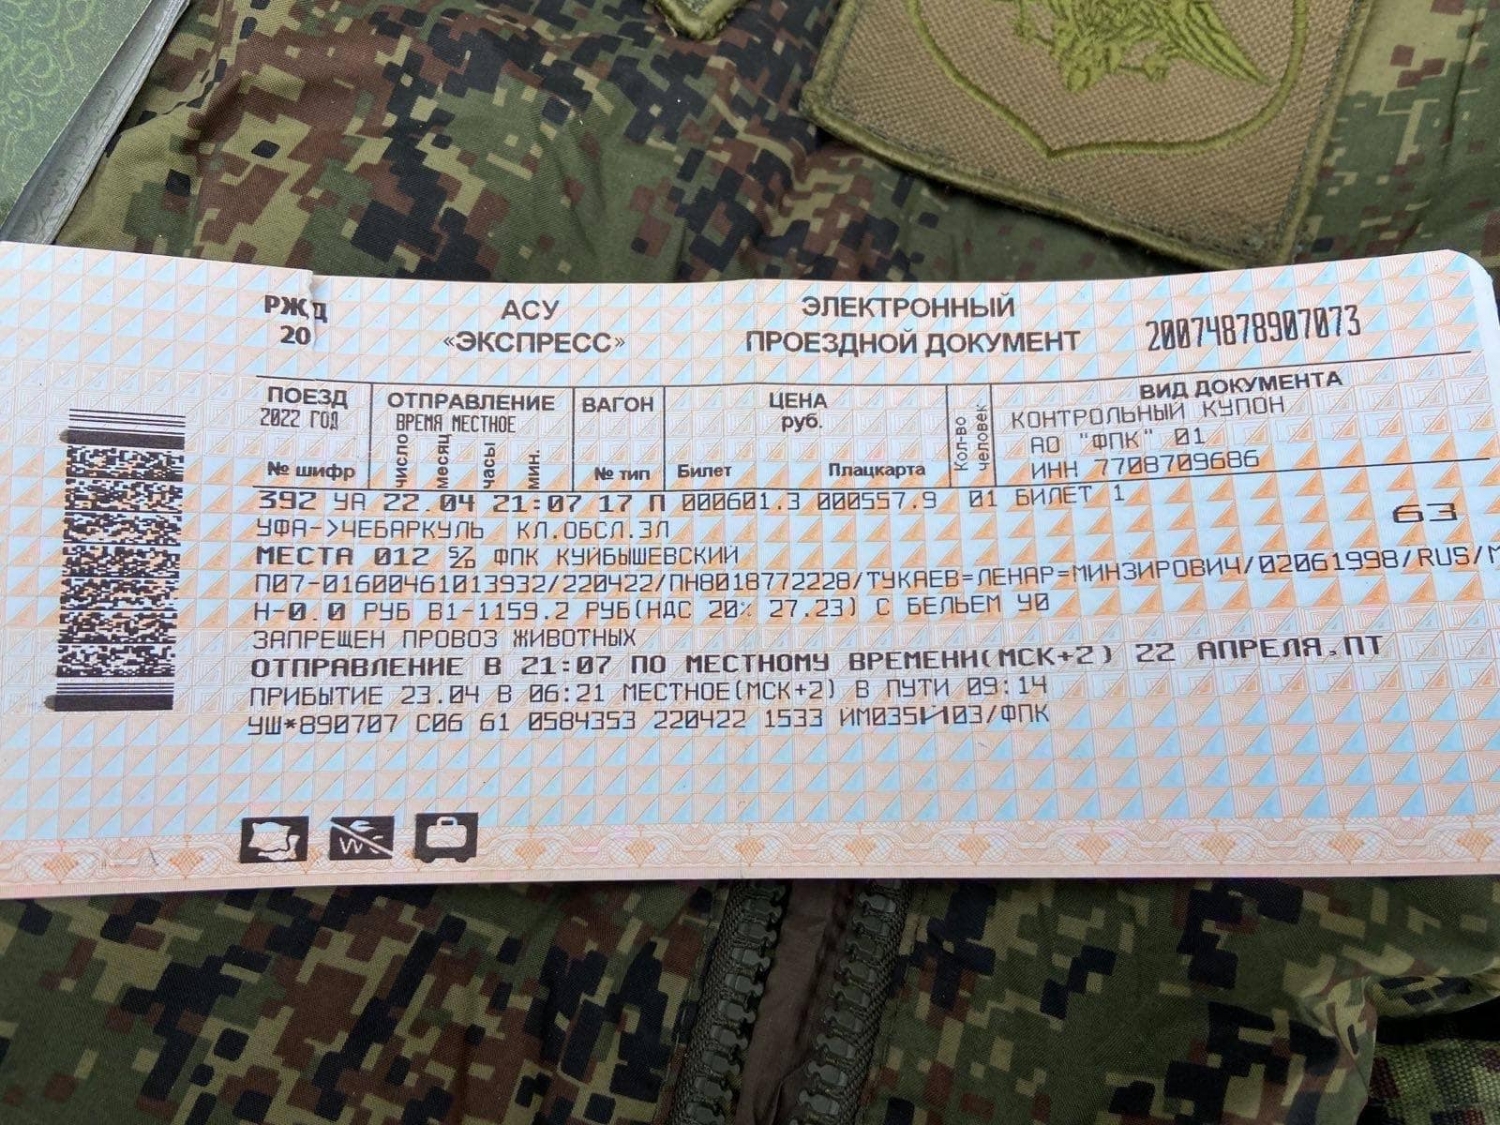 РЖД АСУ ЭЛЕКТРОННЫЙ
20 «ЭКСПРЕСС» ПРОЕЗДНОЙ ДОКУМЕНТ 20074878907073
ПОЕЗД ОТПРАВЛЕНИЕ ВАГОН ЦЕНА ВИД ДОКУМЕНТА
2022 ГОД ВРЕМЯ МЕСТНОЕ руб. КОНТРОЛЬНЫЙ КУПОН
АО "ФПК" 01
№ шифр число месяц часы мин. № тип Билет Плацкарта Кол-во человек ИНН 7708709686
392 УА 22.04 21:07 17 П 000601.3 000557.9 01 БИЛЕТ 1
УФА->ЧЕБАРКУЛЬ КЛ.ОБСЛ.3Л 63
МЕСТА 012 ФПК КУЙБЫШЕВСКИЙ
П07-01600461013932/220422/ПН8018772228/ТУКАЕВ=ЛЕНАР=МИНЗИРОВИЧ/02061998/RUS/М
Н-0.0 РУБ В1-1159.2 РУБ(НДС 20% 27.23) С БЕЛЬЕМ У0
ЗАПРЕЩЕН ПРОВОЗ ЖИВОТНЫХ
ОТПРАВЛЕНИЕ В 21:07 ПО МЕСТНОМУ ВРЕМЕНИ(МСК+2) 22 АПРЕЛЯ,ПТ
ПРИБЫТИЕ 23.04 В 06:21 МЕСТНОЕ(МСК+2) В ПУТИ 09:14
УШ*890707 С06 61 0584353 220422 1533 ИМ035И03/ФПК